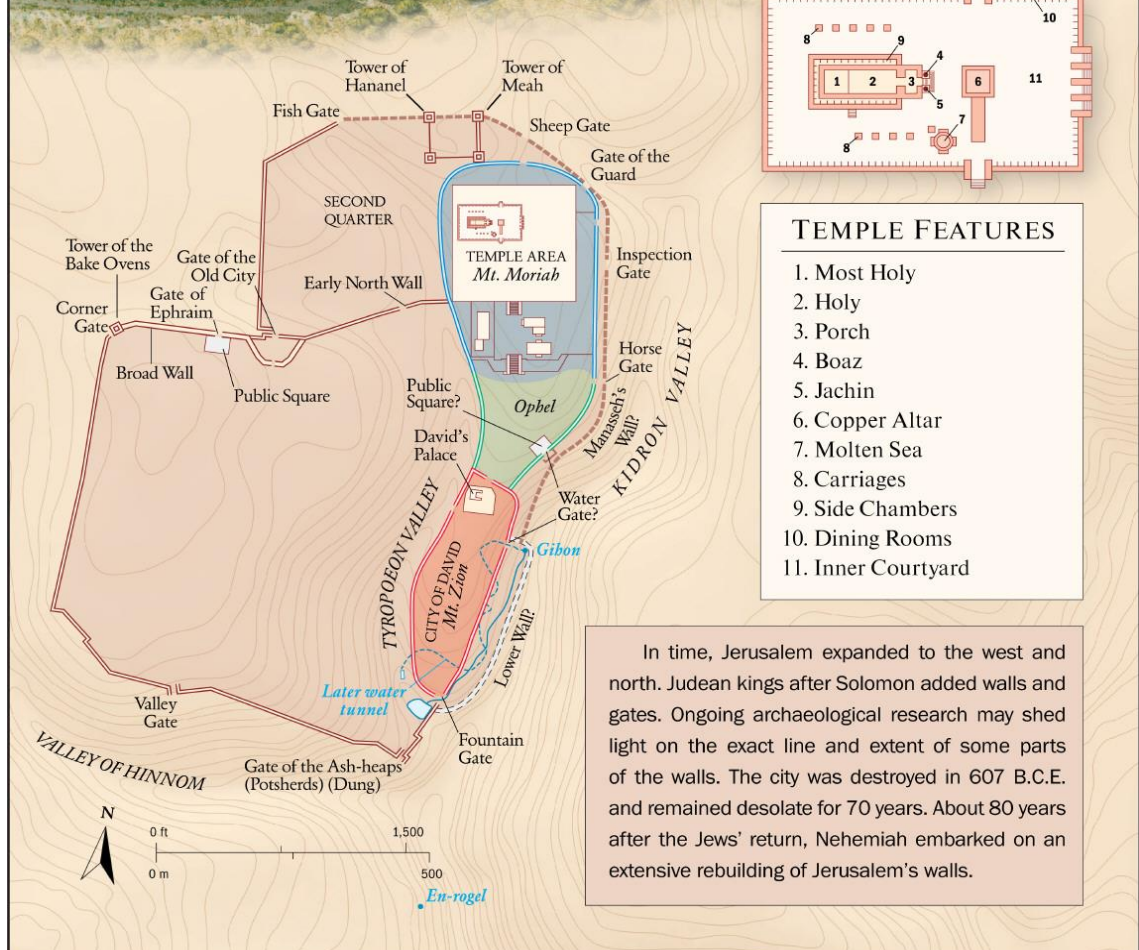 Tower of
Hananel
Tower of
Meah
Fish Gate
Sheep Gate
Gate of the
Guard
SECOND
QUARTER
TEMPLE AREA
Mt. Moriah
Inspection
Gate
Tower of the
Bake Ovens
Gate of the
Old City
Early North Wall
Gate of
Ephraim
Corner
Gate
Broad Wall
Public Square
Horse
Gate
Public
Square?
Ophel
Manasseh's
Wall?
KIDRON VALLEY
David's
Palace
Water
Gate?
TYROPOEON VALLEY
CITY OF DAVID
Mt. Zion
Gihon
Lower Wall?
Later water
tunnel
Valley
Gate
Fountain
Gate
VALLEY OF HINNOM
Gate of the Ash-heaps
(Potsherds) (Dung)
N
0 ft
1,500
0 m
500
En-rogel
10
8
9
4
1
2
3
6
11
5
7
8
TEMPLE FEATURES
1. Most Holy
2. Holy
3. Porch
4. Boaz
5. Jachin
6. Copper Altar
7. Molten Sea
8. Carriages
9. Side Chambers
10. Dining Rooms
11. Inner Courtyard
In time, Jerusalem expanded to the west and
north. Judean kings after Solomon added walls and
gates. Ongoing archaeological research may shed
light on the exact line and extent of some parts
of the walls. The city was destroyed in 607 B.C.E.
and remained desolate for 70 years. About 80 years
after the Jews' return, Nehemiah embarked on an
extensive rebuilding of Jerusalem's walls.